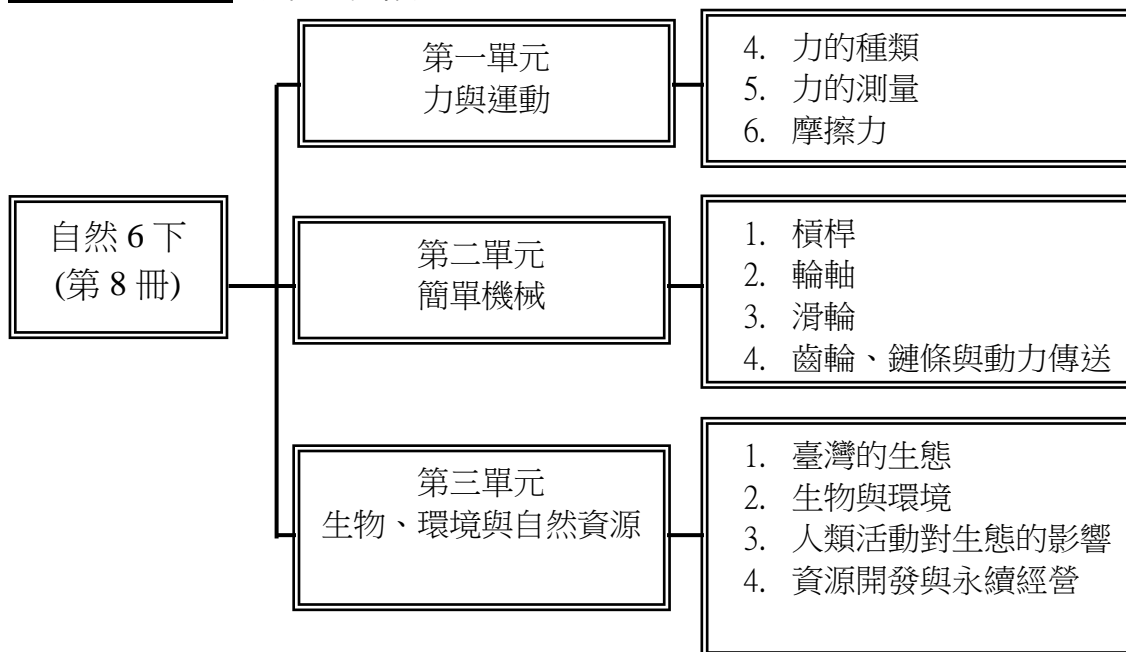 自然 6 下
(第 8 冊)
第一單元
力與運動
4. 力的種類
5. 力的測量
6. 摩擦力
第二單元
簡單機械
1. 槓桿
2. 輪軸
3. 滑輪
4. 齒輪、鏈條與動力傳送
第三單元
生物、環境與自然資源
1. 臺灣的生態
2. 生物與環境
3. 人類活動對生態的影響
4. 資源開發與永續經營